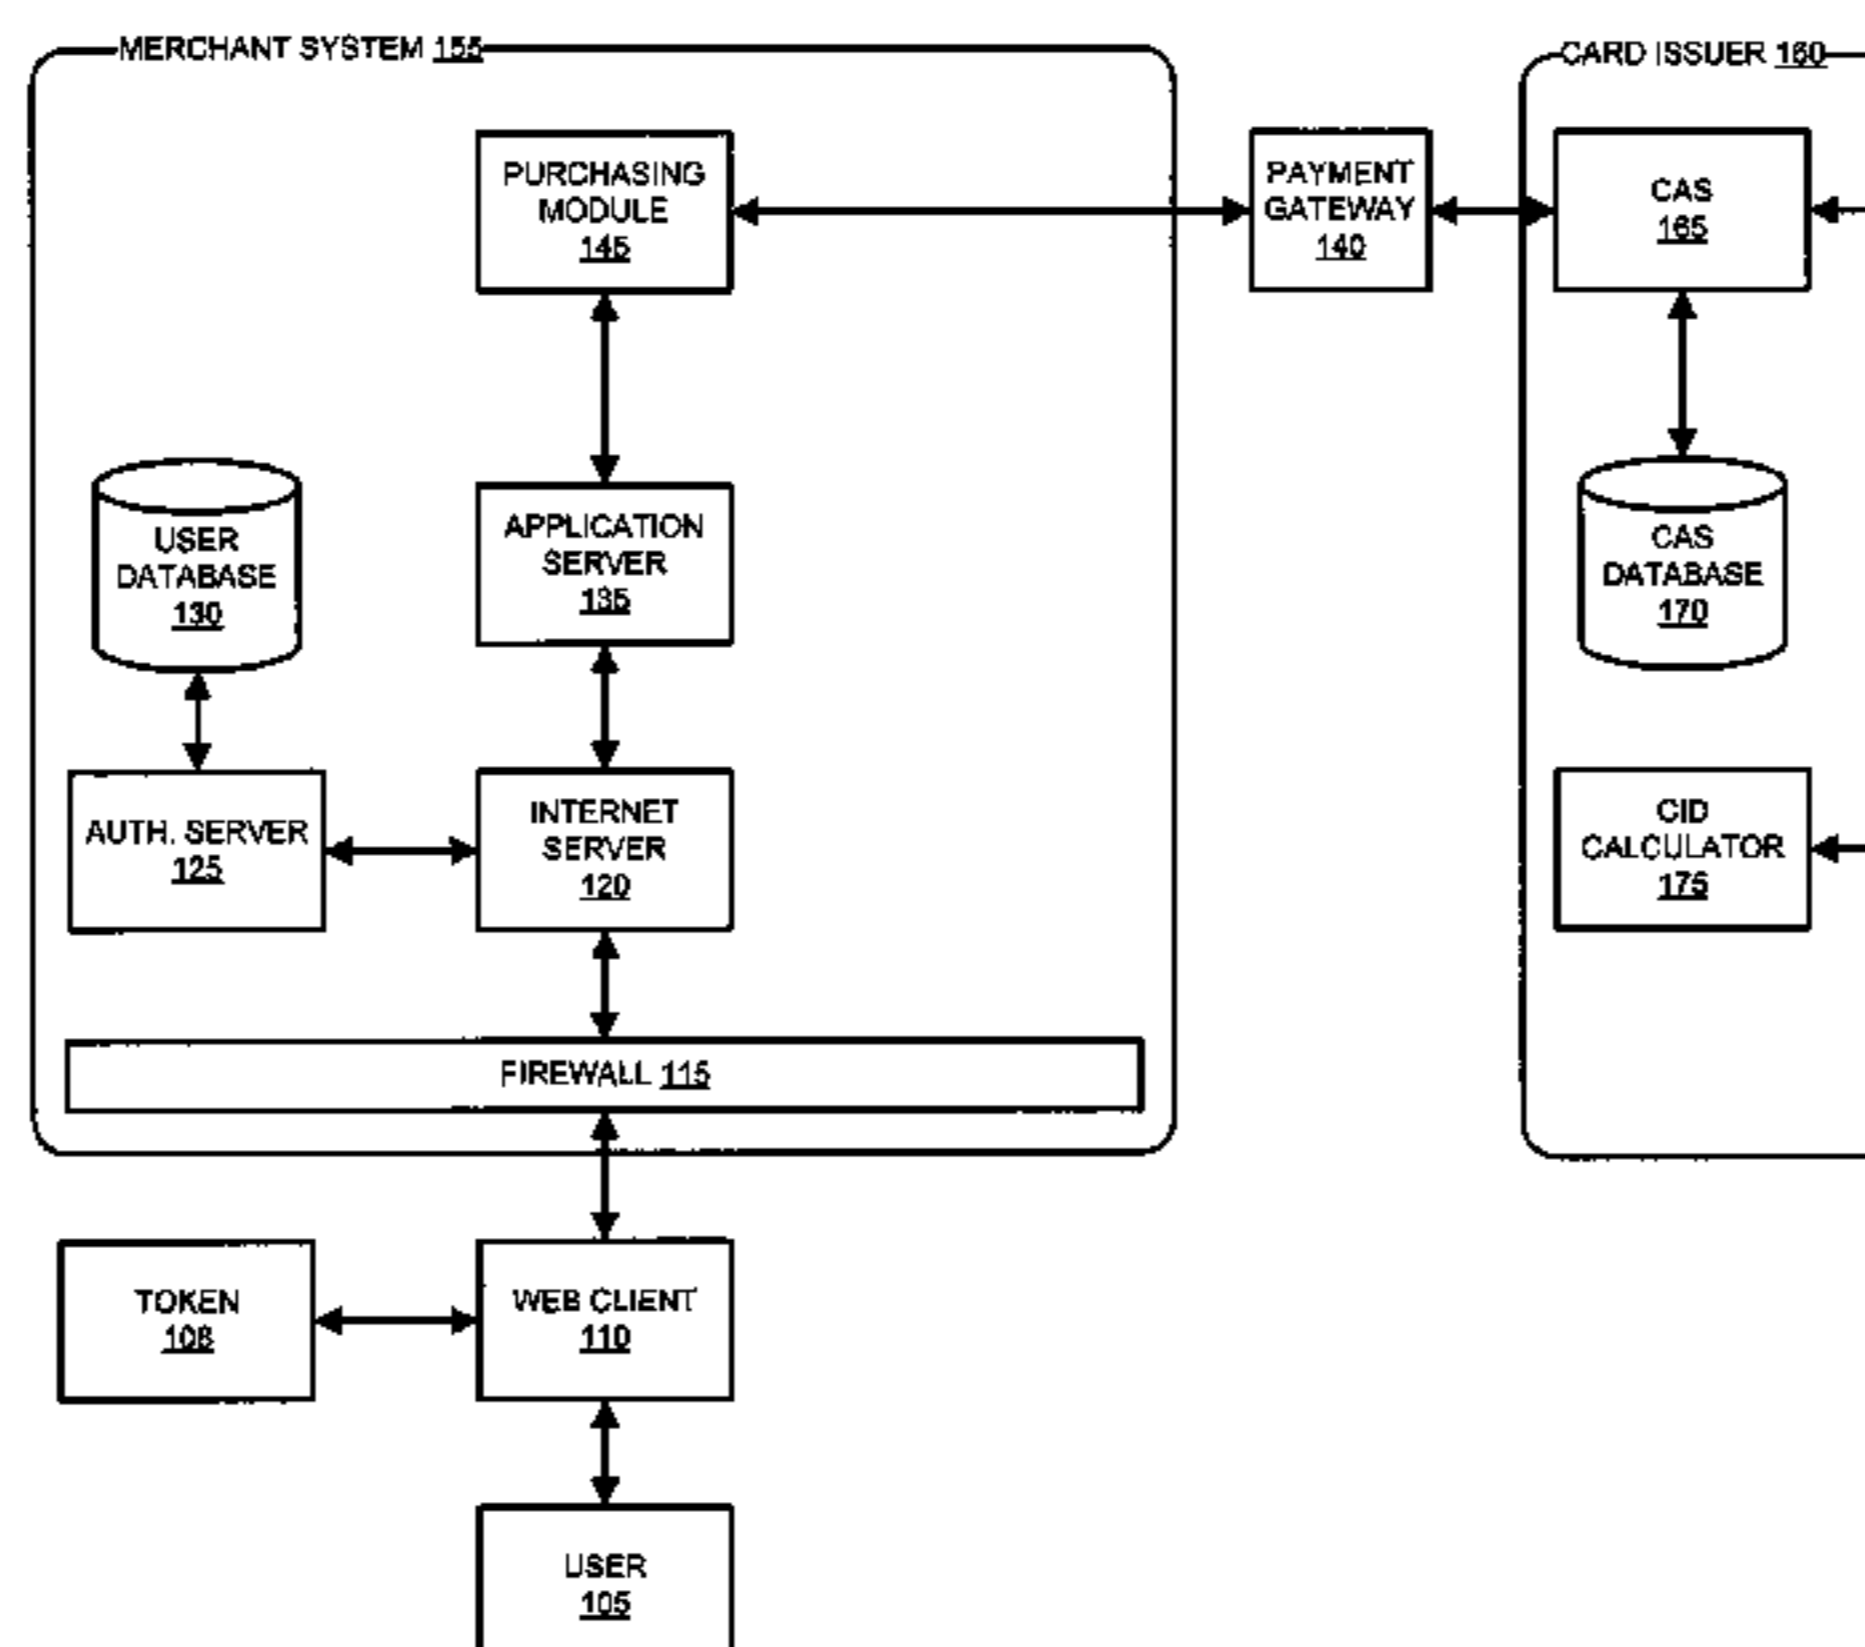 MERCHANT SYSTEM 155
CARD ISSUER 160
PURCHASING
MODULE
145
PAYMENT
GATEWAY
140
CAS
165
USER
DATABASE
130
APPLICATION
SERVER
135
CAS
DATABASE
170
AUTH. SERVER
125
INTERNET
SERVER
120
CID
CALCULATOR
175
FIREWALL 115
TOKEN
108
WEB CLIENT
110
USER
105